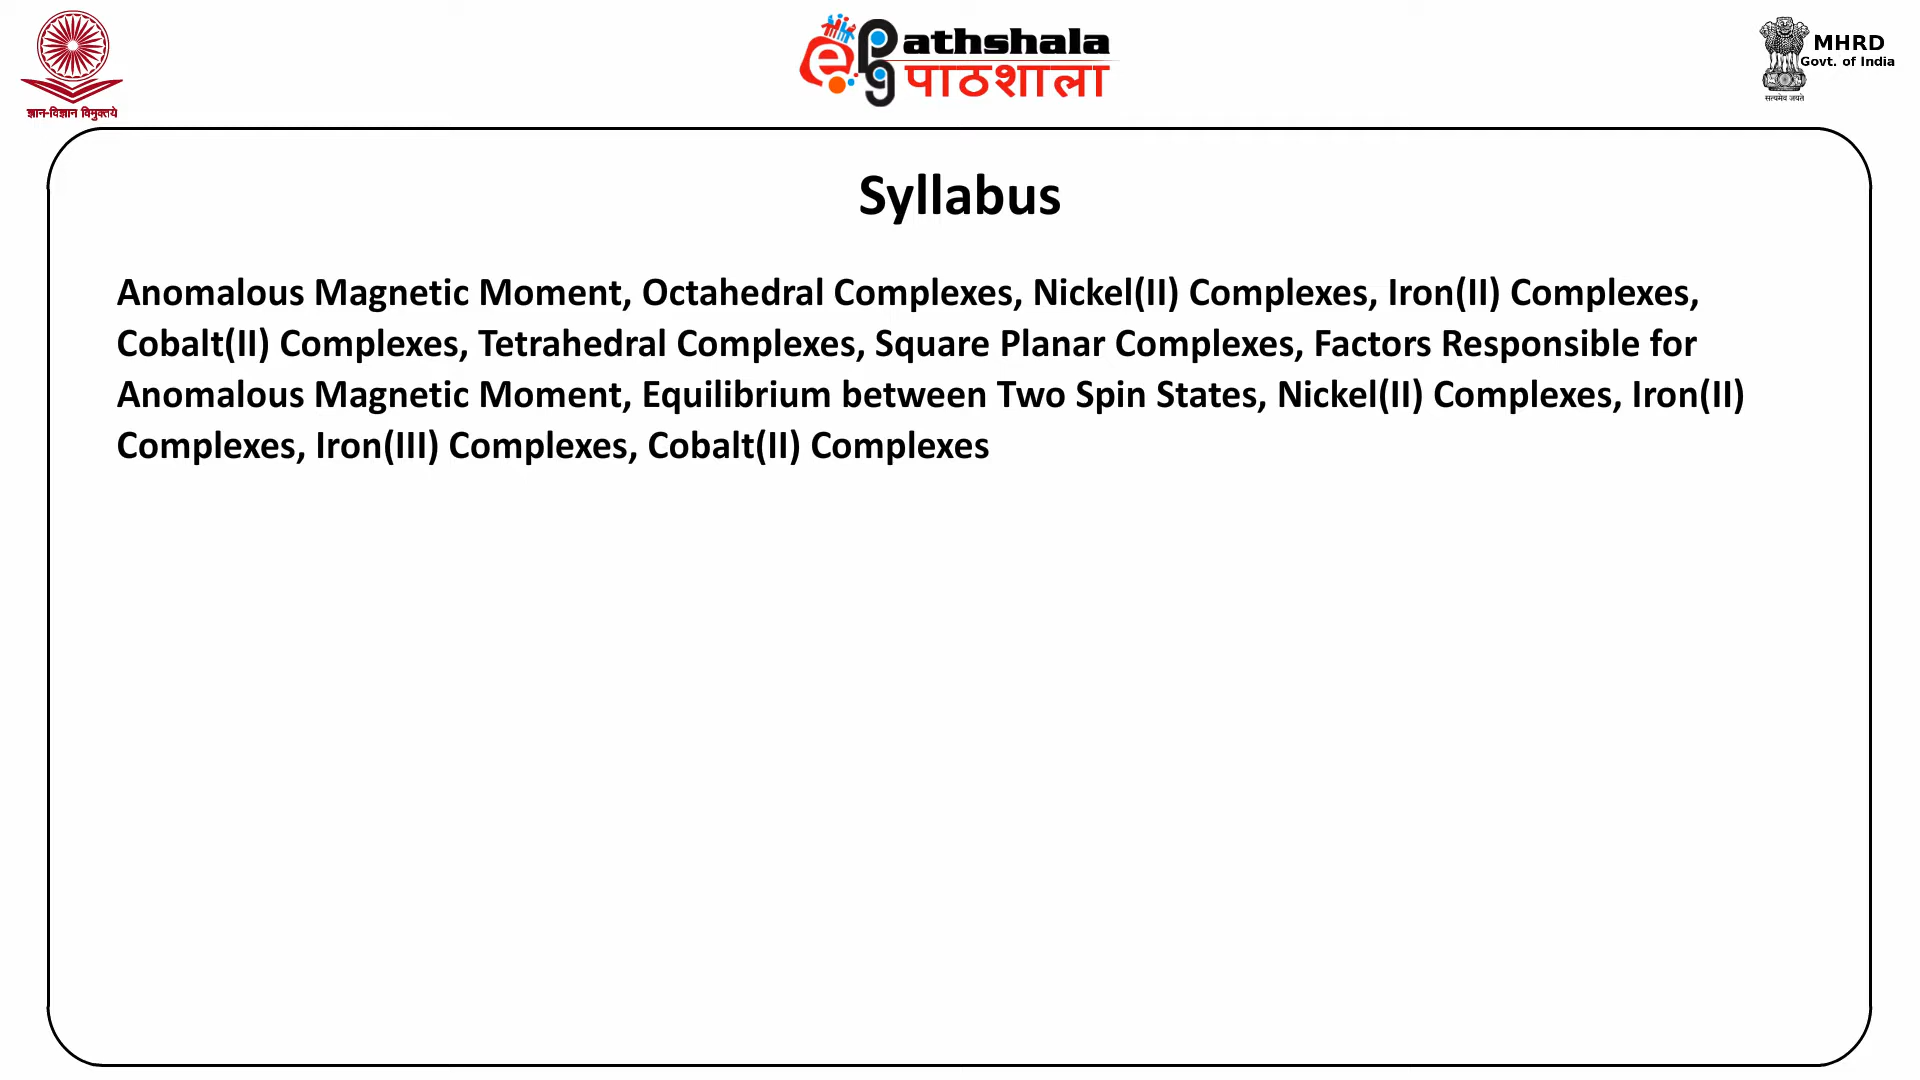 ज्ञान-विज्ञान विमुक्तये
e pg athshala
पाठशाला
MHRD
Govt. of India
सत्यमेव जयते
Syllabus
Anomalous Magnetic Moment, Octahedral Complexes, Nickel(II) Complexes, Iron(II) Complexes,
Cobalt(II) Complexes, Tetrahedral Complexes, Square Planar Complexes, Factors Responsible for
Anomalous Magnetic Moment, Equilibrium between Two Spin States, Nickel(II) Complexes, Iron(II)
Complexes, Iron(III) Complexes, Cobalt(II) Complexes